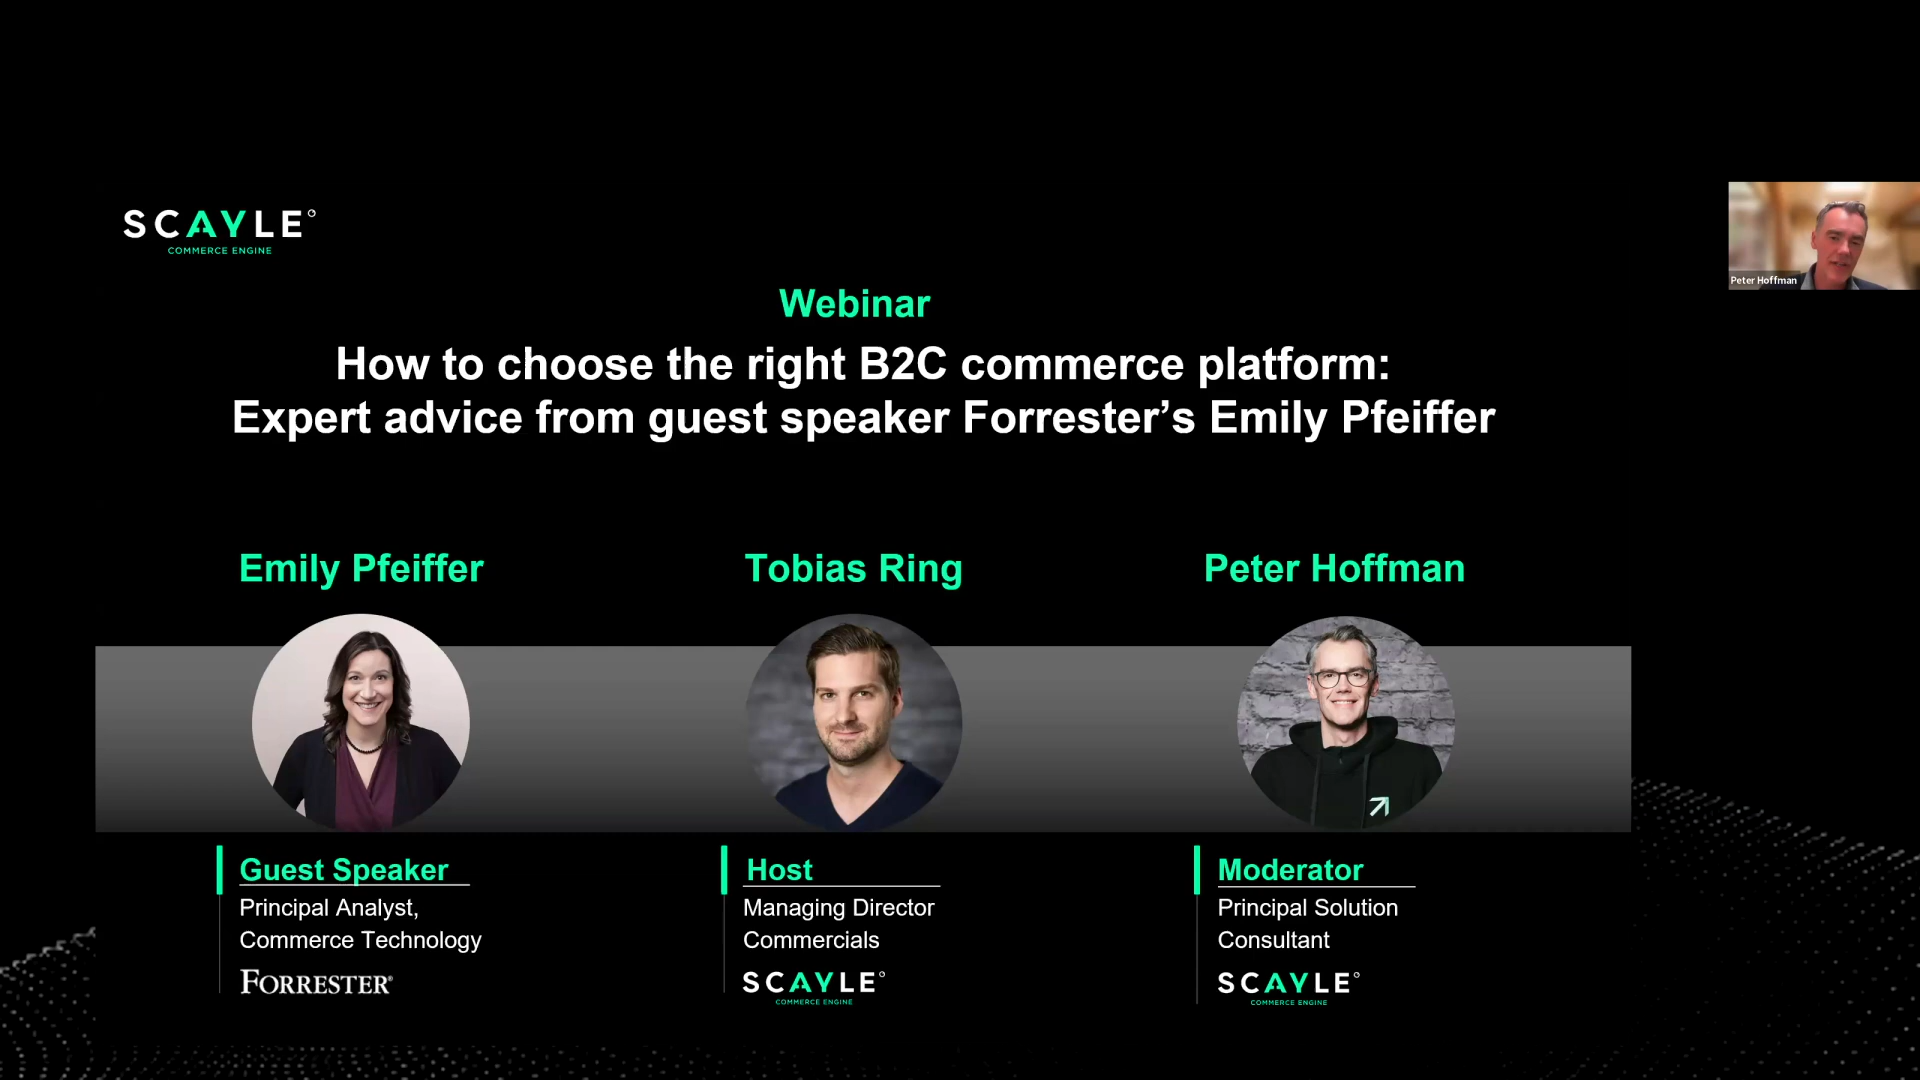 SCAYLE
COMMERCE ENGINE
Webinar
How to choose the right B2C commerce platform:
Expert advice from guest speaker Forrester’s Emily Pfeiffer
Peter Hoffman
Emily Pfeiffer
Tobias Ring
Peter Hoffman
Guest Speaker
Principal Analyst,
Commerce Technology
FORRESTER®
Host
Managing Director
Commercials
SCAYLE
COMMERCE ENGINE
Moderator
Principal Solution
Consultant
SCAYLE
COMMERCE ENGINE